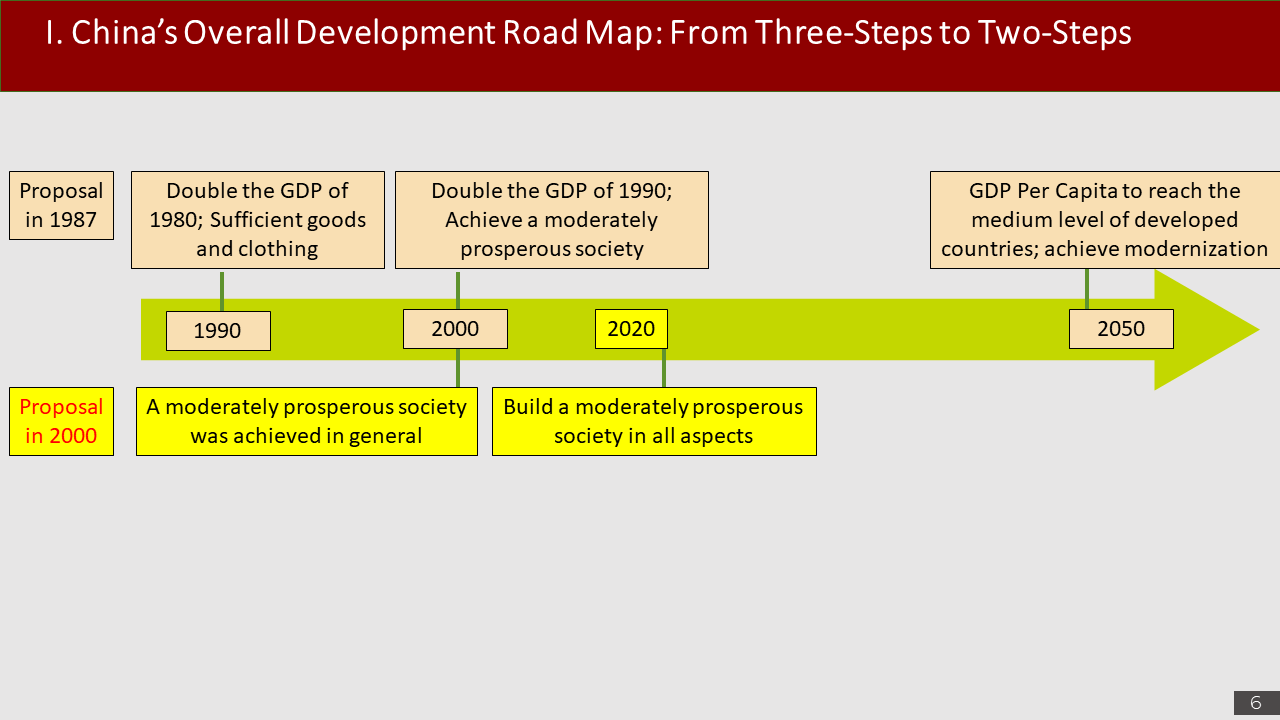 I. China's Overall Development Road Map: From Three-Steps to Two-Steps
Proposal
in 1987
Double the GDP of
1980; Sufficient goods
and clothing
Double the GDP of 1990;
Achieve a moderately
prosperous society
GDP Per Capita to reach the
medium level of developed
countries; achieve modernization
1990
2000
2020
2050
Proposal
in 2000
A moderately prosperous society
was achieved in general
Build a moderately prosperous
society in all aspects
6